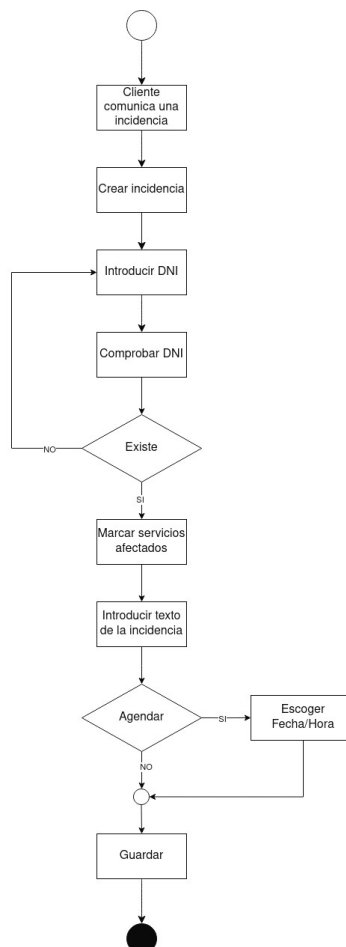 Cliente
comunica una
incidencia
Crear incidencia
Introducir DNI
Comprobar DNI
Existe
NO
SI
Marcar servicios
afectados
Introducir texto
de la incidencia
Agendar
SI
Escoger
Fecha/Hora
NO
Guardar